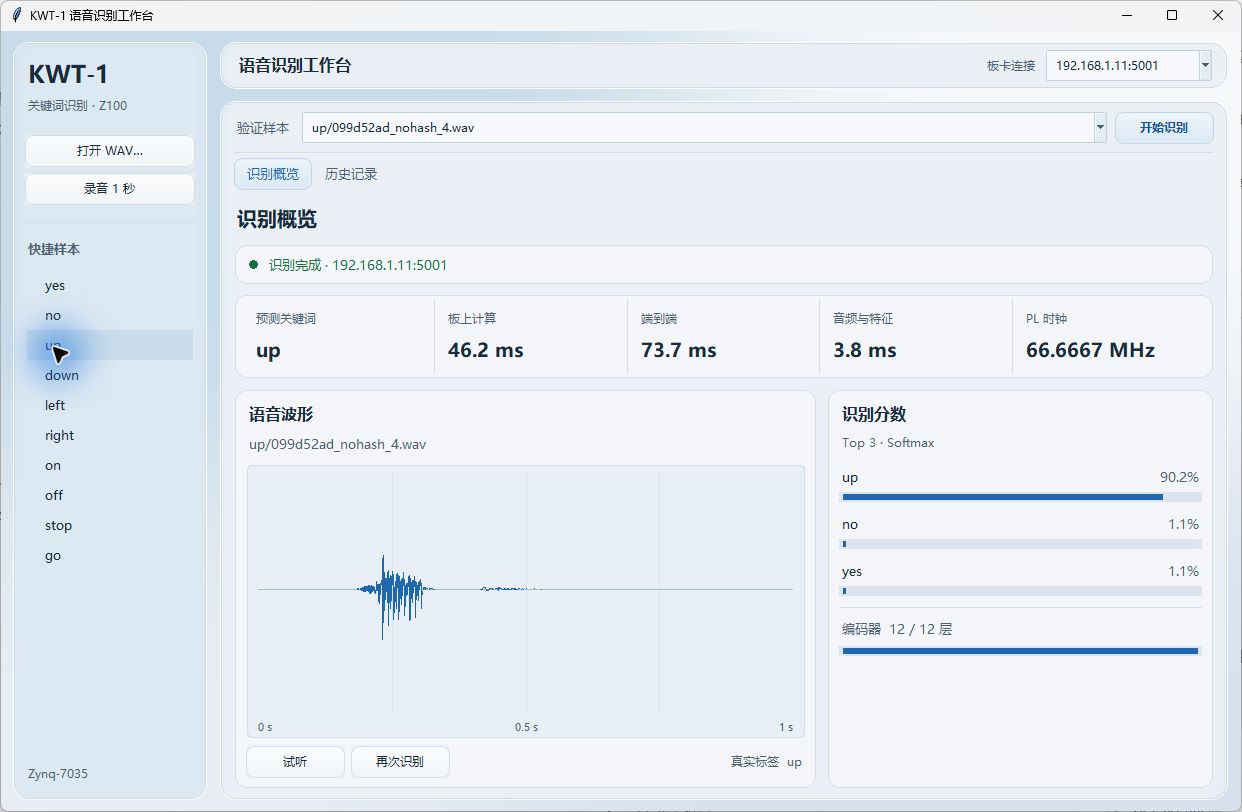 KWT-1 语音识别工作台
KWT-1
关键词识别 · Z100
打开 WAV...
录音 1 秒
快捷样本
yes
no
up
down
left
right
on
off
stop
go
Zynq-7035
语音识别工作台
板卡连接
192.168.1.11:5001
验证样本
up/099d52ad_nohash_4.wav
开始识别
识别概览
历史记录
识别概览
识别完成 · 192.168.1.11:5001
预测关键词
up
板上计算
46.2 ms
端到端
73.7 ms
音频与特征
3.8 ms
PL 时钟
66.6667 MHz
语音波形
up/099d52ad_nohash_4.wav
0 s
0.5 s
1 s
试听
再次识别
真实标签 up
识别分数
Top 3 · Softmax
up 90.2%
no 1.1%
yes 1.1%
编码器 12 / 12 层